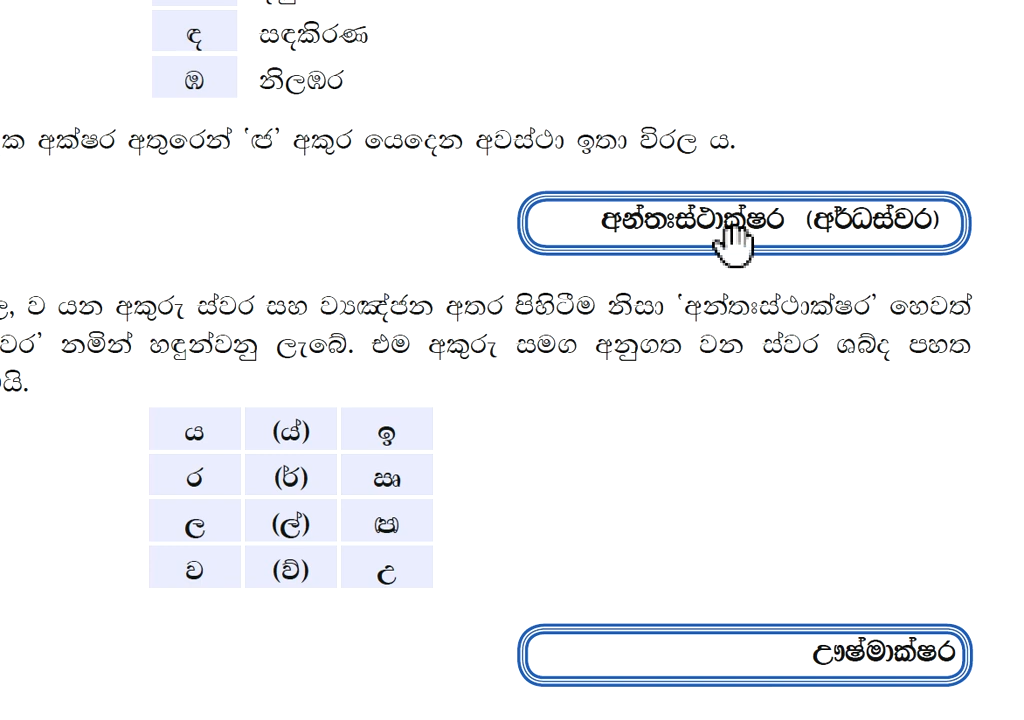 ඳ සඳකිරණ
ඹ නිලඹර
ක අක්ෂර අතුරෙන් ‘ඦ’ අකුර යෙදෙන අවස්ථා ඉතා විරල ය.
අන්තඃස්ථාක්ෂර (අර්ධස්වර)
ල, ව යන අකුරු ස්වර සහ ව්‍යඤ්ජන අතර පිහිටීම නිසා ‘අන්තඃස්ථාක්ෂර’ හෙවත්
ස්වර’ නමින් හඳුන්වනු ලැබේ. එම අකුරු සමග අනුගත වන ස්වර ශබ්ද පහත
ය (ය්) ඉ
ර (ර්) ඍ
ල (ල්) ඏ
ව (ව්) උ
ඌෂ්මාක්ෂර